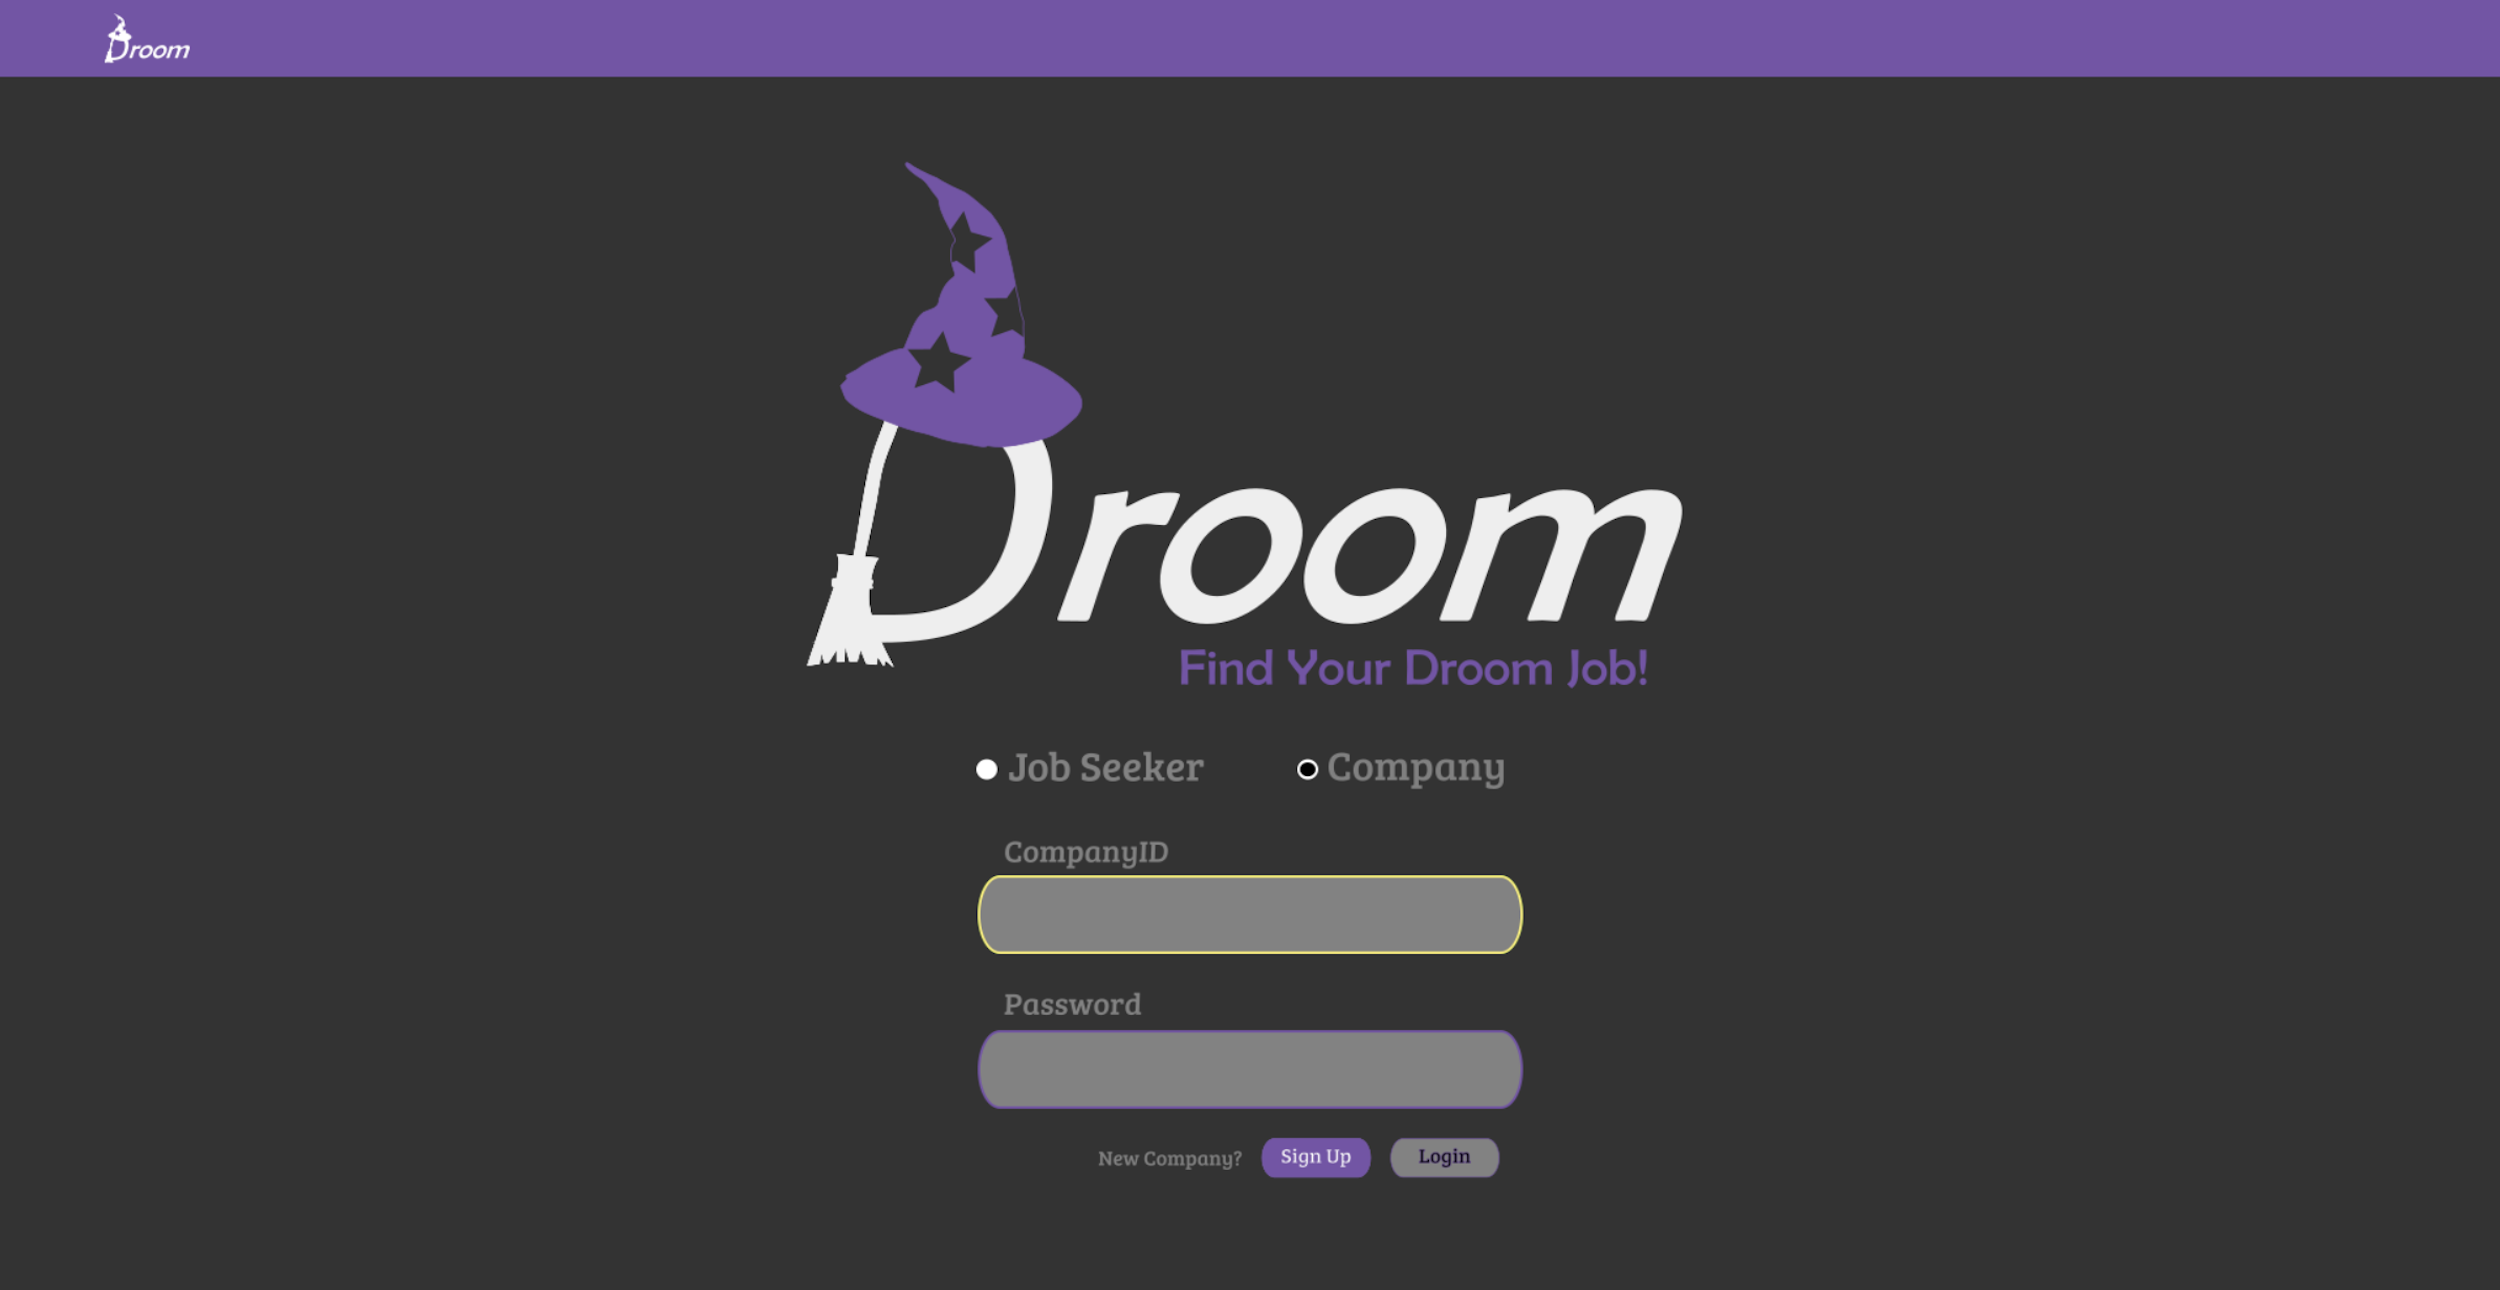 Droom
Droom
Find Your Droom Job!
Job Seeker Company
CompanyID
Password
New Company? Sign Up Login